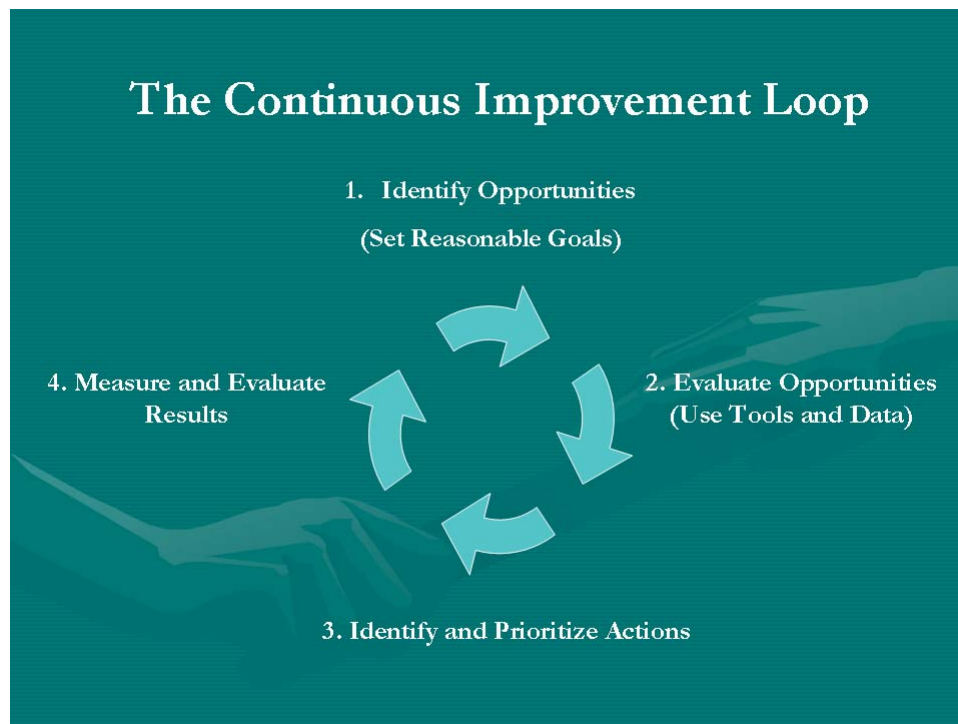 The Continuous Improvement Loop
1. Identify Opportunities
(Set Reasonable Goals)
2. Evaluate Opportunities
(Use Tools and Data)
3. Identify and Prioritize Actions
4. Measure and Evaluate
Results